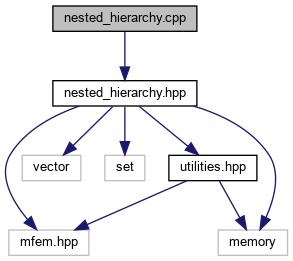 nested_hierarchy.cpp
nested_hierarchy.hpp
vector
set
utilities.hpp
mfem.hpp
memory